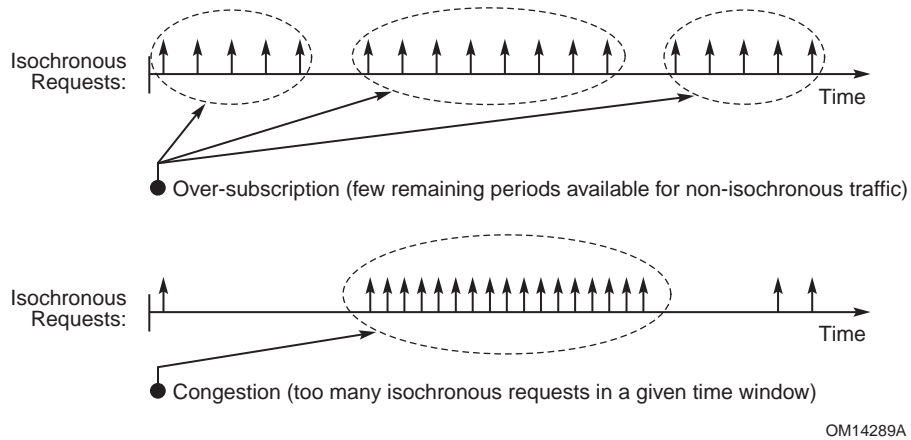 Isochronous
Requests:
Time
Over-subscription (few remaining periods available for non-isochronous traffic)
Isochronous
Requests:
Time
Congestion (too many isochronous requests in a given time window)
OM14289A